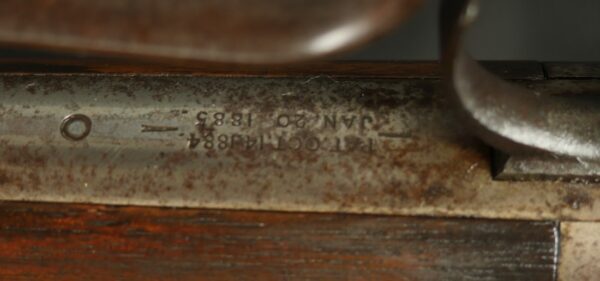 PAT. OCT. 14. 1884.
JAN. 20. 1885
K
O